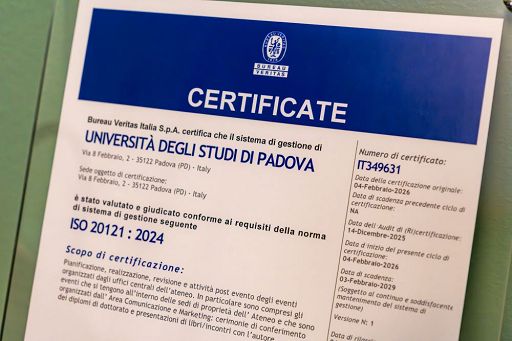 BUREAU
VERITAS
CERTIFICATE
Bureau Veritas Italia S.p.A. certifica che il sistema di gestione di
UNIVERSITÀ DEGLI STUDI DI PADOVA
Via 8 Febbraio, 2 - 35122 Padova (PD) - Italy
Sede oggetto di certificazione:
Via 8 Febbraio, 2 - 35122 Padova (PD) - Italy
è stato valutato e giudicato conforme ai requisiti della norma
di sistema di gestione seguente
ISO 20121 : 2024
Scopo di certificazione:
Pianificazione, realizzazione, revisione e attività post evento degli eventi
organizzati dagli uffici centrali dell'ateneo. In particolare sono compresi gli
eventi che si tengono all'interno delle sedi di proprietà dell' Ateneo e che sono
organizzati dall' Area Comunicazione e Marketing: cerimonie di conferimento
dei diplomi di dottorato e presentazioni di libri/incontri con l'autore
Numero di certificato:
IT349631
Data della certificazione originale:
04-Febbraio-2026
Data di scadenza precedente ciclo di
certificazione:
NA
Data dell' Audit di (Ri)certificazione:
14-Dicembre-2025
Data d'inizio del presente ciclo di
certificazione:
04-Febbraio-2026
Data di scadenza:
03-Febbraio-2029
(Soggetto al continuo e soddisfacente
mantenimento del sistema di
gestione)
Versione N.: 1
Data di